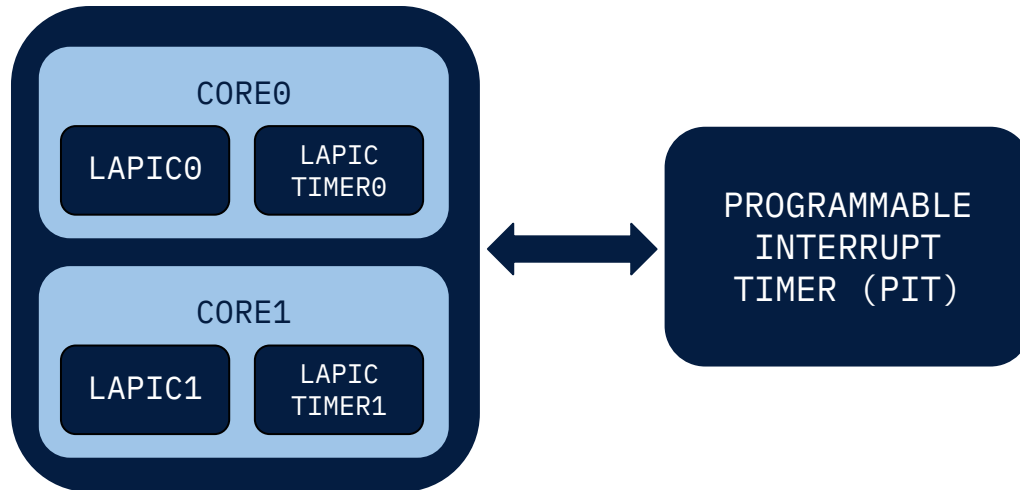 CORE0
LAPIC0
LAPIC
TIMER0
CORE1
LAPIC1
LAPIC
TIMER1
PROGRAMMABLE
INTERRUPT
TIMER (PIT)